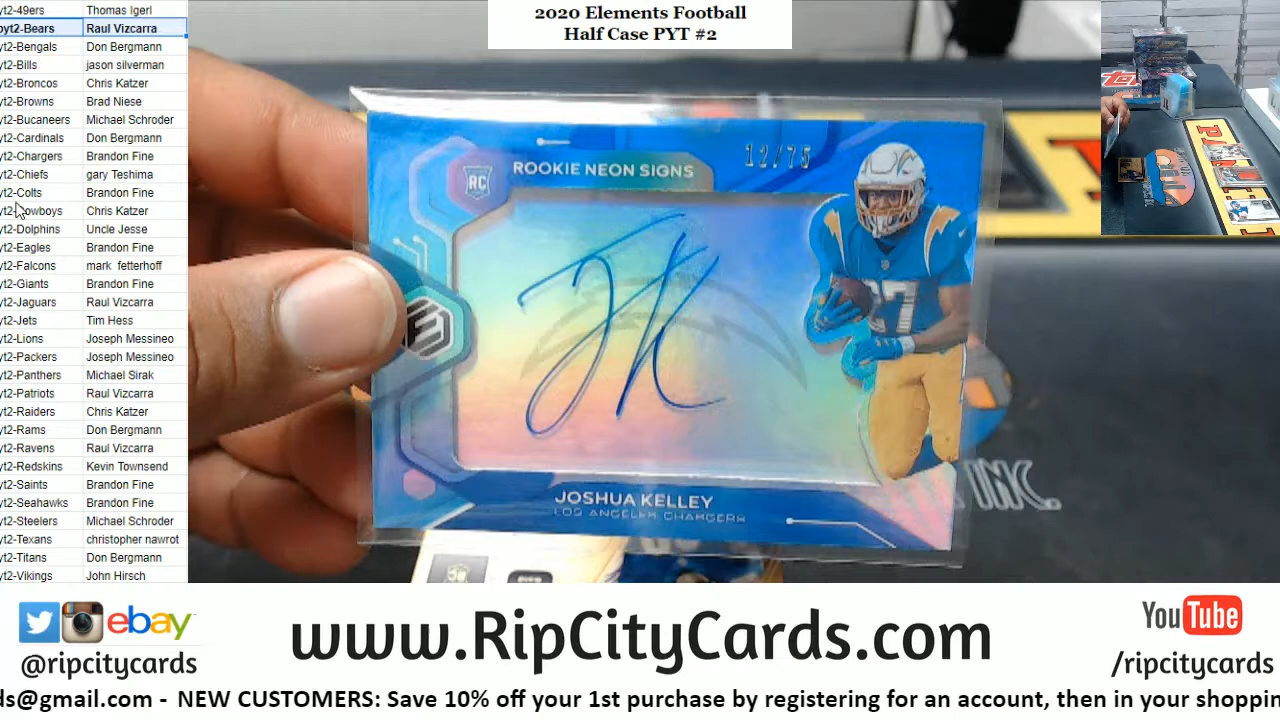 yt2-49ers Thomas Igerl
pyt2-Bears Raul Vizcarra
yt2-Bengals Don Bergmann
yt2-Bills jason silverman
yt2-Broncos Chris Katzer
yt2-Browns Brad Niese
yt2-Bucaneers Michael Schroder
yt2-Cardinals Don Bergmann
yt2-Chargers Brandon Fine
yt2-Chiefs gary Teshima
yt2-Colts Brandon Fine
yt2-Cowboys Chris Katzer
yt2-Dolphins Uncle Jesse
yt2-Eagles Brandon Fine
yt2-Falcons mark fetterhoff
yt2-Giants Brandon Fine
yt2-Jaguars Raul Vizcarra
yt2-Jets Tim Hess
yt2-Lions Joseph Messineo
yt2-Packers Joseph Messineo
yt2-Panthers Michael Sirak
yt2-Patriots Raul Vizcarra
yt2-Raiders Chris Katzer
yt2-Rams Don Bergmann
yt2-Ravens Raul Vizcarra
yt2-Redskins Kevin Townsend
yt2-Saints Brandon Fine
yt2-Seahawks Brandon Fine
yt2-Steelers Michael Schroder
yt2-Texans christopher nawrot
yt2-Titans Don Bergmann
yt2-Vikings John Hirsch
2020 Elements Football
Half Case PYT #2
12/75
RC
ROOKIE NEON SIGNS
JK
JOSHUA KELLEY
LOS ANGELES CHARGERS
INC.
ebay
@ripcitycards
www.RipCityCards.com
YouTube
/ripcitycards
ds@gmail.com - NEW CUSTOMERS: Save 10% off your 1st purchase by registering for an account, then in your shoppin